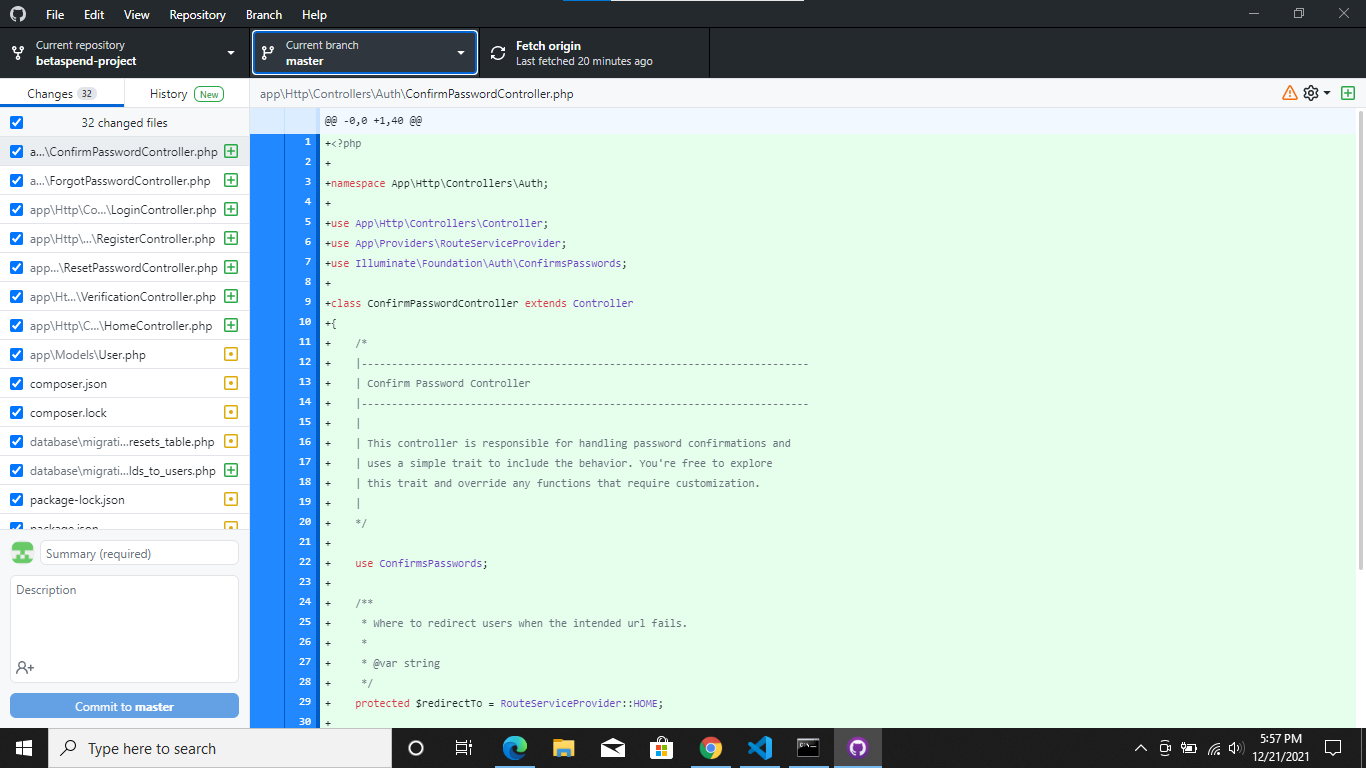 File Edit View Repository Branch Help
Current repository
betaspend-project
Current branch
master
Fetch origin
Last fetched 20 minutes ago
Changes 32
History New
app\Http\Controllers\Auth\ConfirmPasswordController.php
32 changed files
a...\ConfirmPasswordController.php
a...\ForgotPasswordController.php
app\Http\Co...\LoginController.php
app\Http\...\RegisterController.php
app...\ResetPasswordController.php
app\Ht...\VerificationController.php
app\Http\C...\HomeController.php
app\Models\User.php
composer.json
composer.lock
database\migrati...resets_table.php
database\migrati...lds_to_users.php
package-lock.json
package.json
Summary (required)
Description
Commit to master
@@ -0,0 +1,40 @@
1 +<?php
2 +
3 +namespace App\Http\Controllers\Auth;
4 +
5 +use App\Http\Controllers\Controller;
6 +use App\Providers\RouteServiceProvider;
7 +use Illuminate\Foundation\Auth\ConfirmsPasswords;
8 +
9 +class ConfirmPasswordController extends Controller
10 +{
11 +    /*
12 +    |--------------------------------------------------------------------------
13 +    | Confirm Password Controller
14 +    |--------------------------------------------------------------------------
15 +    |
16 +    | This controller is responsible for handling password confirmations and
17 +    | uses a simple trait to include the behavior. You're free to explore
18 +    | this trait and override any functions that require customization.
19 +    |
20 +    */
21 +
22 +    use ConfirmsPasswords;
23 +
24 +    /**
25 +     * Where to redirect users when the intended url fails.
26 +     *
27 +     * @var string
28 +     */
29 +    protected $redirectTo = RouteServiceProvider::HOME;
30 +
Type here to search
5:57 PM
12/21/2021